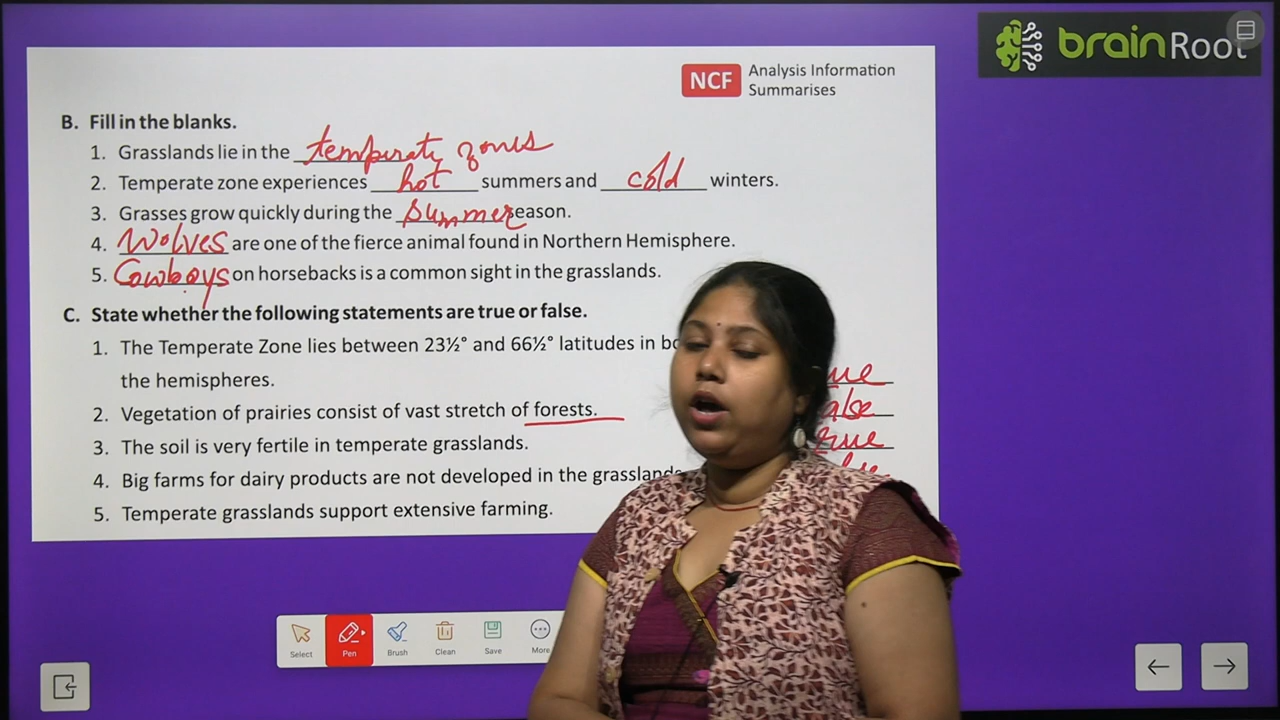 brainRoot
NCF Analysis Information
Summarises
B. Fill in the blanks.
1. Grasslands lie in the temperate zones
2. Temperate zone experiences hot summers and cold winters.
3. Grasses grow quickly during the summer season.
4. Wolves are one of the fierce animal found in Northern Hemisphere.
5. Cowboys on horsebacks is a common sight in the grasslands.
C. State whether the following statements are true or false.
1. The Temperate Zone lies between 23½° and 66½° latitudes in
the hemispheres.
2. Vegetation of prairies consist of vast stretch of forests.
3. The soil is very fertile in temperate grasslands.
4. Big farms for dairy products are not developed in the
5. Temperate grasslands support extensive farming.
Select Pen Brush Clean Save More